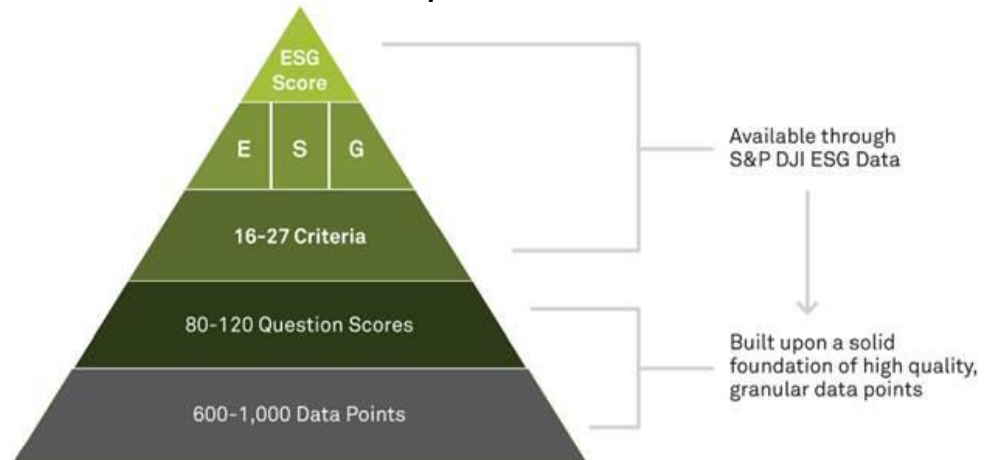 ESG
Score
E S G
16-27 Criteria
80-120 Question Scores
600-1,000 Data Points
Available through
S&P DJI ESG Data
Built upon a solid
foundation of high quality,
granular data points